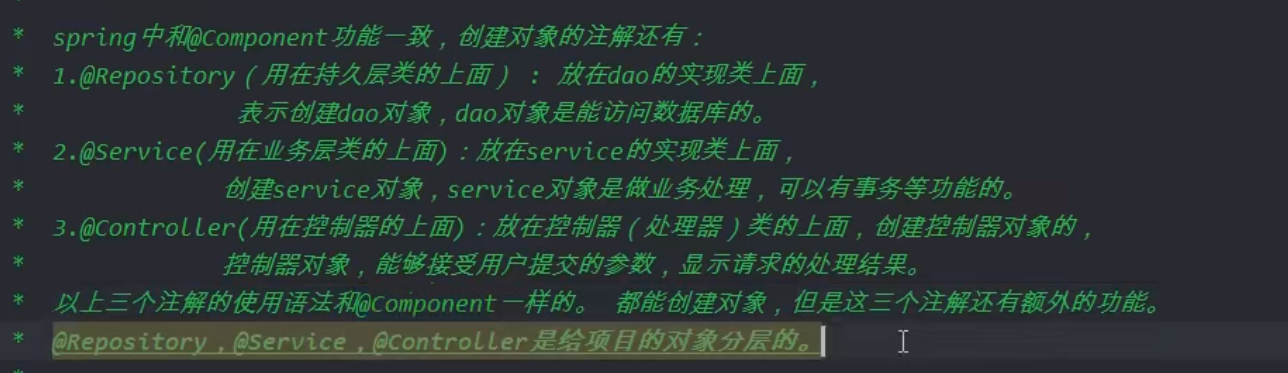 * spring中和@Component功能一致，创建对象的注解还有：
* 1.@Repository（用在持久层类的上面） : 放在dao的实现类上面，
* 表示创建dao对象，dao对象是能访问数据库的。
* 2.@Service(用在业务层类的上面)：放在service的实现类上面，
* 创建service对象，service对象是做业务处理，可以有事务等功能的。
* 3.@Controller(用在控制器的上面)：放在控制器（处理器）类的上面，创建控制器对象的，
* 控制器对象，能够接受用户提交的参数，显示请求的处理结果。
* 以上三个注解的使用语法和@Component一样的。 都能创建对象，但是这三个注解还有额外的功能。
* @Repository，@Service，@Controller是给项目的对象分层的。